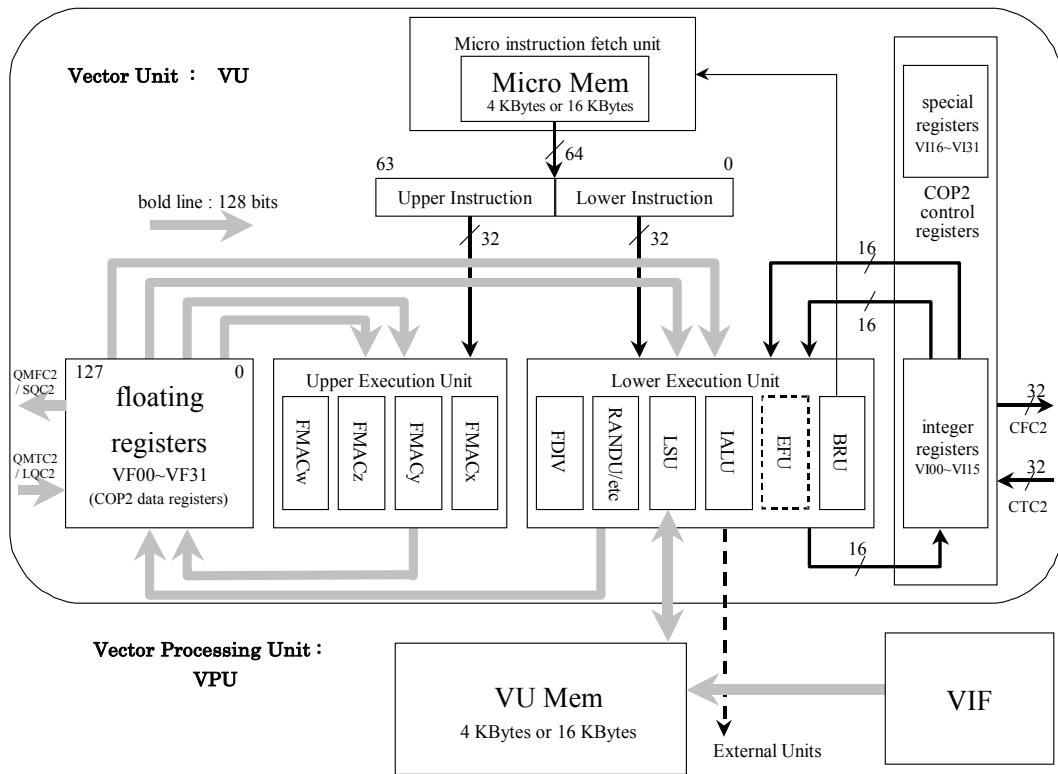 Micro instruction fetch unit
Micro Mem
4 KBytes or 16 KBytes
Vector Unit : VU
special
registers
VI16~VI31
COP2
control
registers
64
63
0
Upper Instruction
Lower Instruction
bold line : 128 bits
32
32
16
16
127
0
floating
registers
VF00~VF31
(COP2 data registers)
QMFC2
/ SQC2
QMTC2
/ LQC2
Upper Execution Unit
FMACw
FMACz
FMACy
FMACx
Lower Execution Unit
FDIV
RANDU/etc
LSU
IALU
EFU
BRU
integer
registers
VI00~VI15
32
CFC2
32
CTC2
16
Vector Processing Unit :
VPU
VU Mem
4 KBytes or 16 KBytes
External Units
VIF